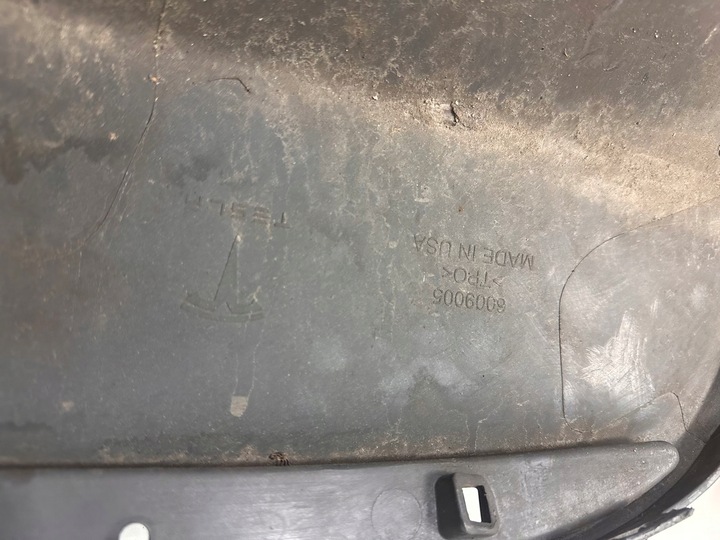 TESLA
6009005
>TPO<
MADE IN USA